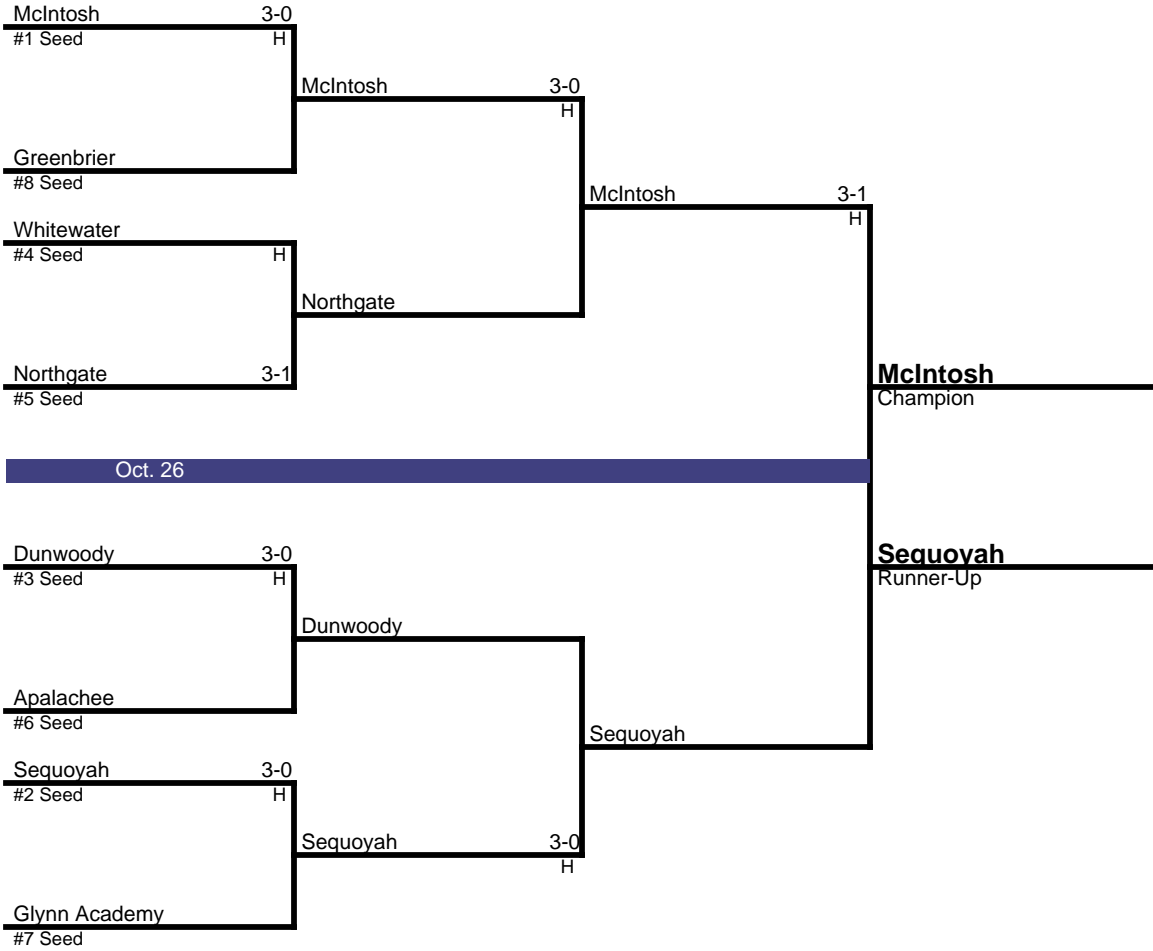 McIntosh 3-0
#1 Seed H
McIntosh 3-0
H
Greenbrier
#8 Seed
McIntosh 3-1
H
Whitewater
#4 Seed H
Northgate
Northgate 3-1
#5 Seed
McIntosh
Champion
Oct. 26
Dunwoody 3-0
#3 Seed H
Sequoyah
Runner-Up
Dunwoody
Apalachee
#6 Seed
Sequoyah
Sequoyah 3-0
#2 Seed H
Sequoyah 3-0
H
Glynn Academy
#7 Seed